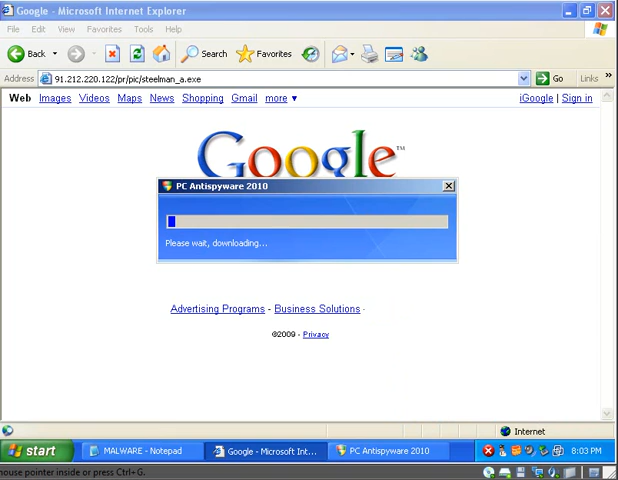 Google - Microsoft Internet Explorer
File Edit View Favorites Tools Help
Back Search Favorites
Address 91.212.220.122/pr/pic/steelman_a.exe Go Links »
Web Images Videos Maps News Shopping Gmail more ▼ iGoogle | Sign in
Google™
PC Antispyware 2010
Please wait, downloading...
Advertising Programs - Business Solutions -
©2009 - Privacy
Internet
start MALWARE - Notepad Google - Microsoft Int... PC Antispyware 2010 8:03 PM
mouse pointer inside or press Ctrl+G.